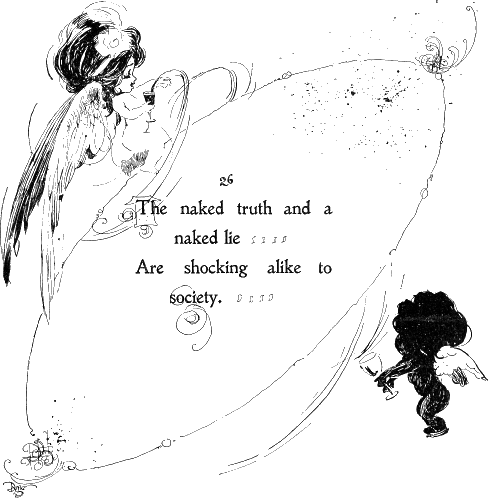 26
The naked truth and a
naked lie
Are shocking alike to
society.